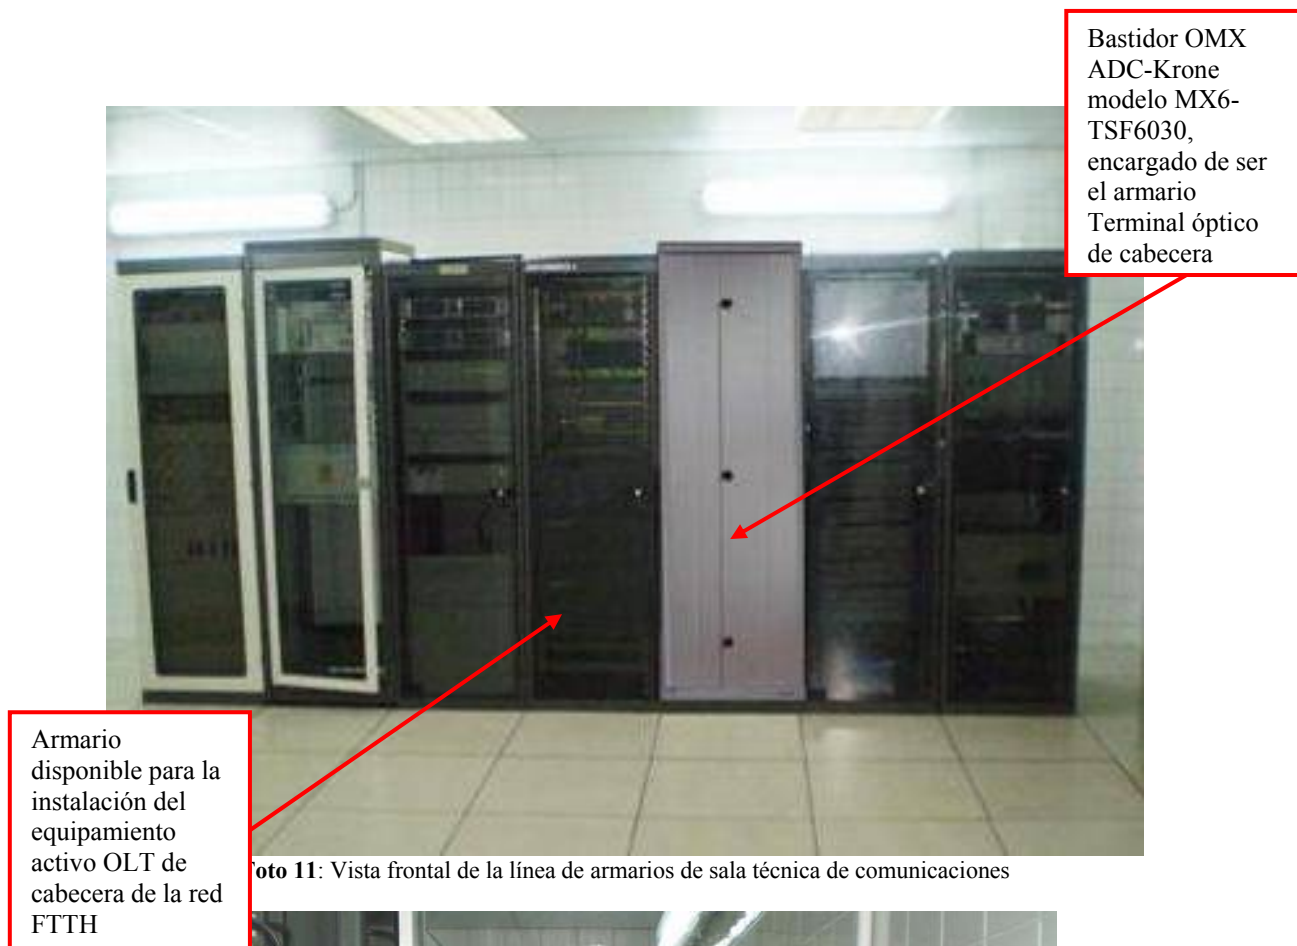 Bastidor OMX
ADC-Krone
modelo MX6-
TSF6030,
encargado de ser
el armario
Terminal óptico
de cabecera
Armario
disponible para la
instalación del
equipamiento
activo OLT de
cabecera de la red
FTTH
oto 11: Vista frontal de la línea de armarios de sala técnica de comunicaciones